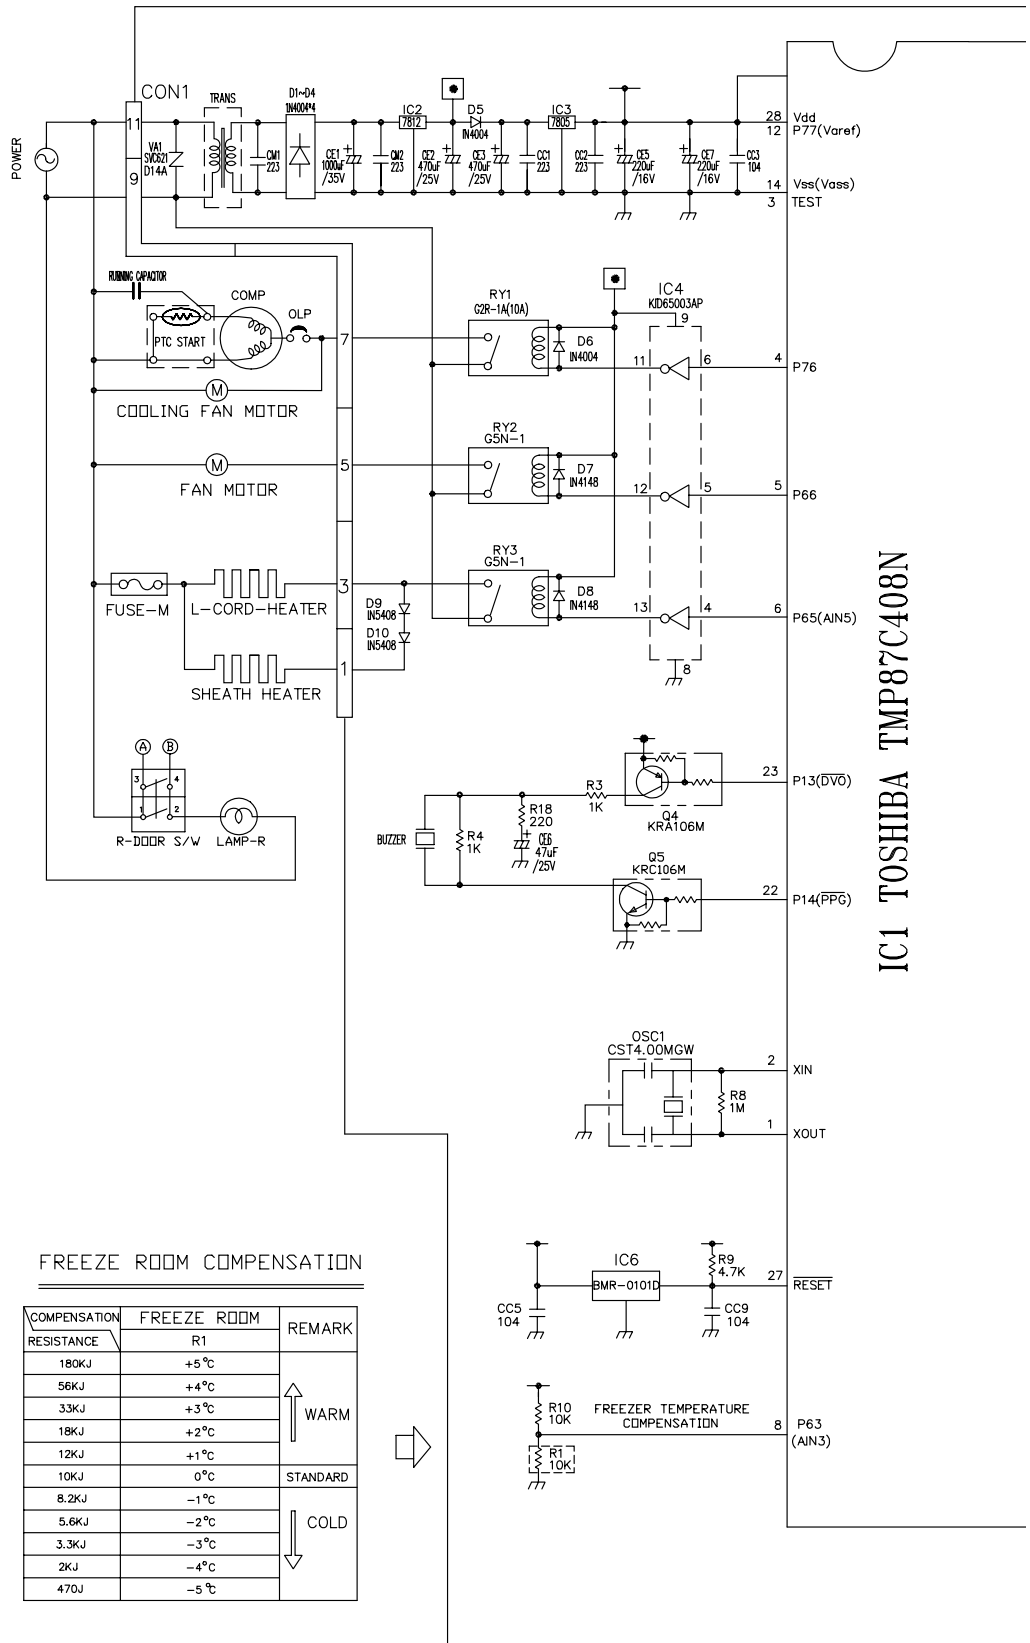 POWER
CON1
11
9
VA1
SVC621
D14A
TRANS
CM1
223
D1~D4
1N4004*4
CE1
1000uF
/35V
CM2
223
IC2
7812
CE2
470uF
/25V
D5
IN4004
CE3
470uF
/25V
CC1
223
IC3
7805
CC2
223
CE5
220uF
/16V
CE7
220uF
/16V
CC3
104
28 Vdd
12 P77(Varef)
14 Vss(Vass)
3 TEST
RUNNING CAPACITOR
PTC START
COMP
OLP
7
COOLING FAN MOTOR
M
M
FAN MOTOR
5
FUSE-M
L-CORD-HEATER
3
SHEATH HEATER
1
D9
IN5408
D10
IN5408
RY1
G2R-1A(10A)
D6
IN4004
RY2
G5N-1
D7
IN4148
RY3
G5N-1
D8
IN4148
IC4
KID65003AP
9
11
6
4 P76
12
5
5 P66
13
4
6 P65(AIN5)
8
A
B
3
4
1
2
R-DOOR S/W
LAMP-R
BUZZER
R4
1K
R18
220
CE6
47uF
/25V
R3
1K
Q4
KRA106M
23 P13(DVO)
Q5
KRC106M
22 P14(PPG)
IC1 TOSHIBA TMP87C408N
OSC1
CST4.00MGW
R8
1M
2 XIN
1 XOUT
IC6
BMR-0101D
CC5
104
R9
4.7K
CC9
104
27 RESET
R10
10K
R1
10K
FREEZER TEMPERATURE
COMPENSATION
8 P63
(AIN3)
FREEZE ROOM COMPENSATION
COMPENSATION FREEZE ROOM REMARK
RESISTANCE R1
180KJ +5°C
56KJ +4°C
33KJ +3°C WARM
18KJ +2°C
12KJ +1°C
10KJ 0°C STANDARD
8.2KJ -1°C
5.6KJ -2°C COLD
3.3KJ -3°C
2KJ -4°C
470J -5°C